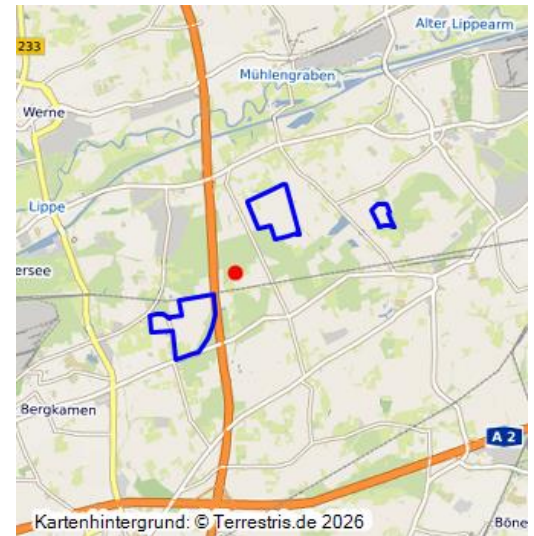 Alter Lippearm
233
Mühlengraben
Werne
Lippe
ersee
Bergkamen
A 2
Böne
Kartenhintergrund: © Terrestris.de 2026